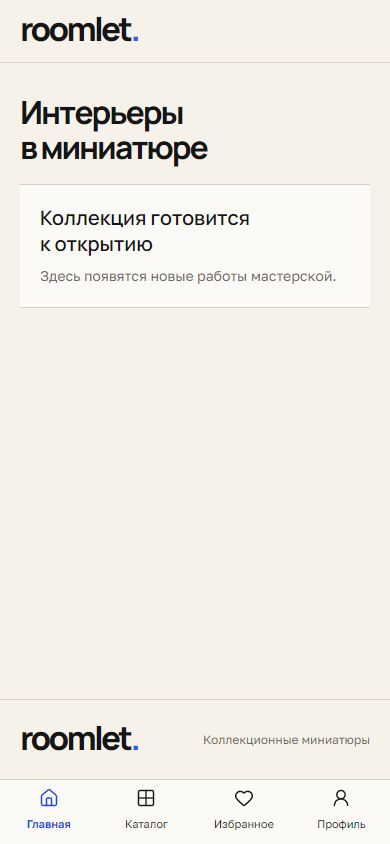 roomlet.
Интерьеры
в миниатюре
Коллекция готовится
к открытию
Здесь появятся новые работы мастерской.
roomlet.
Коллекционные миниатюры
Главная
Каталог
Избранное
Профиль